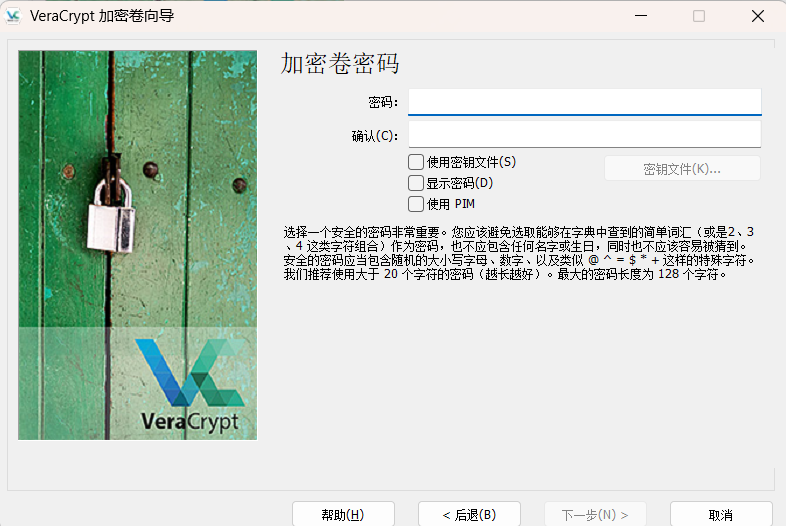 VeraCrypt 加密卷向导
加密卷密码
密码：
确认(C)：
使用密钥文件(S)
密钥文件(K)...
显示密码(D)
使用 PIM
选择一个安全的密码非常重要。您应该避免选取能够在字典中查到的简单词汇（或是2、3
、4 这类字符组合）作为密码，也不应包含任何名字或生日，同时也不应该容易被猜到。
安全的密码应当包含随机的大小写字母、数字、以及类似 @ ^ = $ * + 这样的特殊字符。
我们推荐使用大于 20 个字符的密码（越长越好）。最大的密码长度为 128 个字符。
VeraCrypt
帮助(H)
< 后退(B)
下一步(N) >
取消